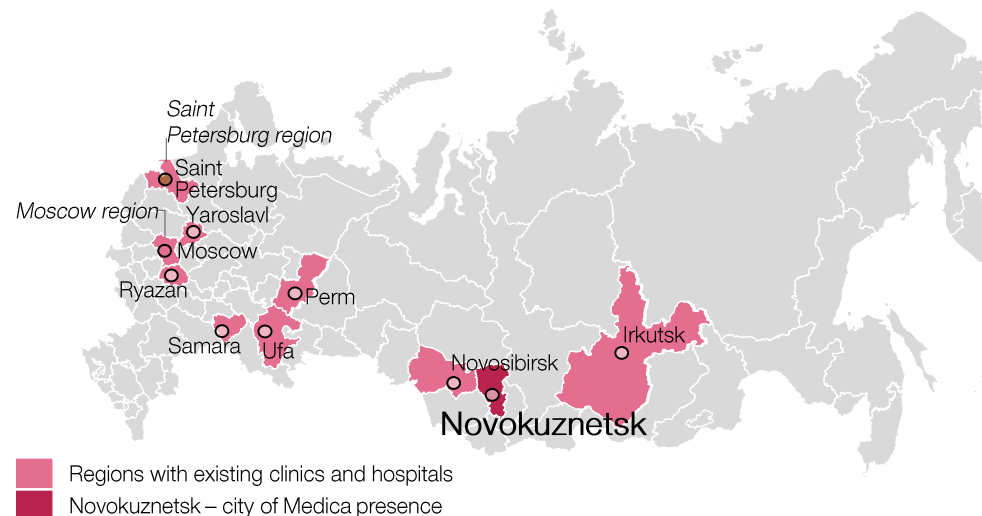 Saint
Petersburg region
Saint
Petersburg
Moscow region
Yaroslavl
Moscow
Ryazan
Perm
Samara
Ufa
Irkutsk
Novosibirsk
Novokuznetsk
Regions with existing clinics and hospitals
Novokuznetsk – city of Medica presence